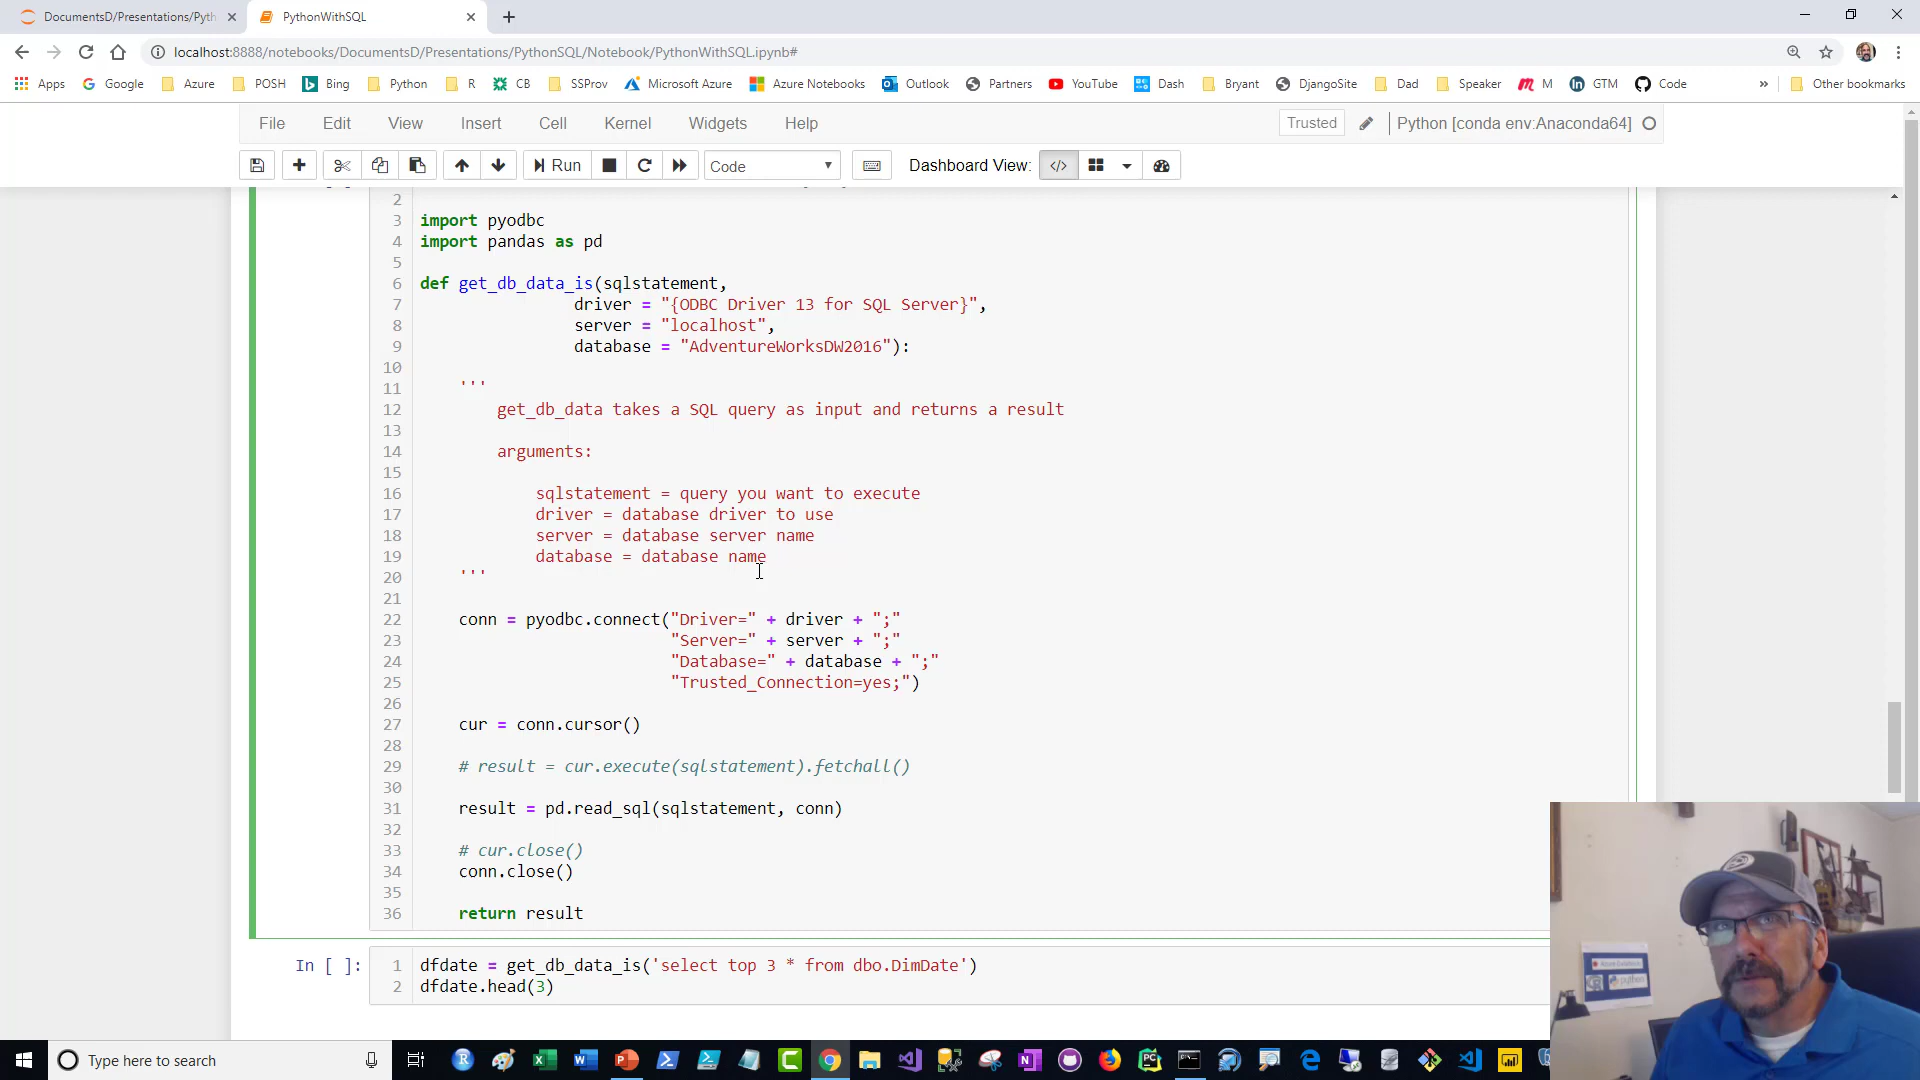 DocumentsD/Presentations/Pyth
PythonWithSQL
localhost:8888/notebooks/DocumentsD/Presentations/PythonSQL/Notebook/PythonWithSQL.ipynb#
Apps Google Azure POSH Bing Python R CB SSProv Microsoft Azure Azure Notebooks Outlook Partners YouTube Dash Bryant DjangoSite Dad Speaker M GTM Code » Other bookmarks
File Edit View Insert Cell Kernel Widgets Help Trusted Python [conda env:Anaconda64]
Run Code Dashboard View: </>
2
3 import pyodbc
4 import pandas as pd
5
6 def get_db_data_is(sqlstatement,
7 driver = "{ODBC Driver 13 for SQL Server}",
8 server = "localhost",
9 database = "AdventureWorksDW2016"):
10
11 '''
12 get_db_data takes a SQL query as input and returns a result
13
14 arguments:
15
16 sqlstatement = query you want to execute
17 driver = database driver to use
18 server = database server name
19 database = database name
20 '''
21
22 conn = pyodbc.connect("Driver=" + driver + ";"
23 "Server=" + server + ";"
24 "Database=" + database + ";"
25 "Trusted_Connection=yes;")
26
27 cur = conn.cursor()
28
29 # result = cur.execute(sqlstatement).fetchall()
30
31 result = pd.read_sql(sqlstatement, conn)
32
33 # cur.close()
34 conn.close()
35
36 return result
In [ ]: 1 dfdate = get_db_data_is('select top 3 * from dbo.DimDate')
2 dfdate.head(3)
python
Type here to search